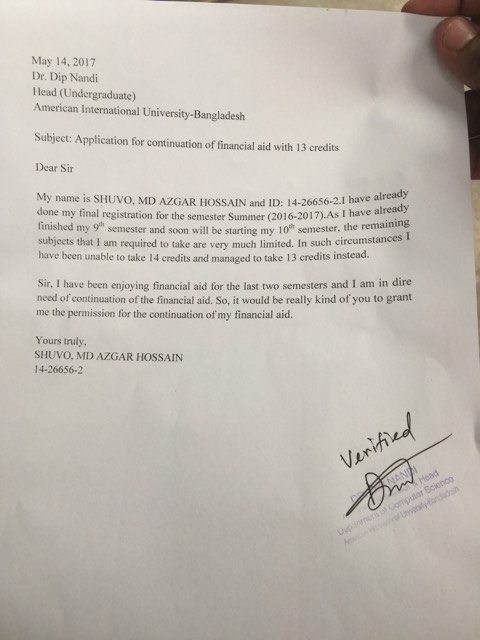 May 14, 2017
Dr. Dip Nandi
Head (Undergraduate)
American International University-Bangladesh
Subject: Application for continuation of financial aid with 13 credits
Dear Sir
My name is SHUVO, MD AZGAR HOSSAIN and ID: 14-26656-2.I have already
done my final registration for the semester Summer (2016-2017).As I have already
finished my 9th semester and soon will be starting my 10th semester, the remaining
subjects that I am required to take are very much limited. In such circumstances I
have been unable to take 14 credits and managed to take 13 credits instead.
Sir, I have been enjoying financial aid for the last two semesters and I am in dire
need of continuation of the financial aid. So, it would be really kind of you to grant
me the permission for the continuation of my financial aid.
Yours truly,
SHUVO, MD AZGAR HOSSAIN
14-26656-2
Verified
NANDI
Head
Department of Computer Science
American International University-Bangladesh